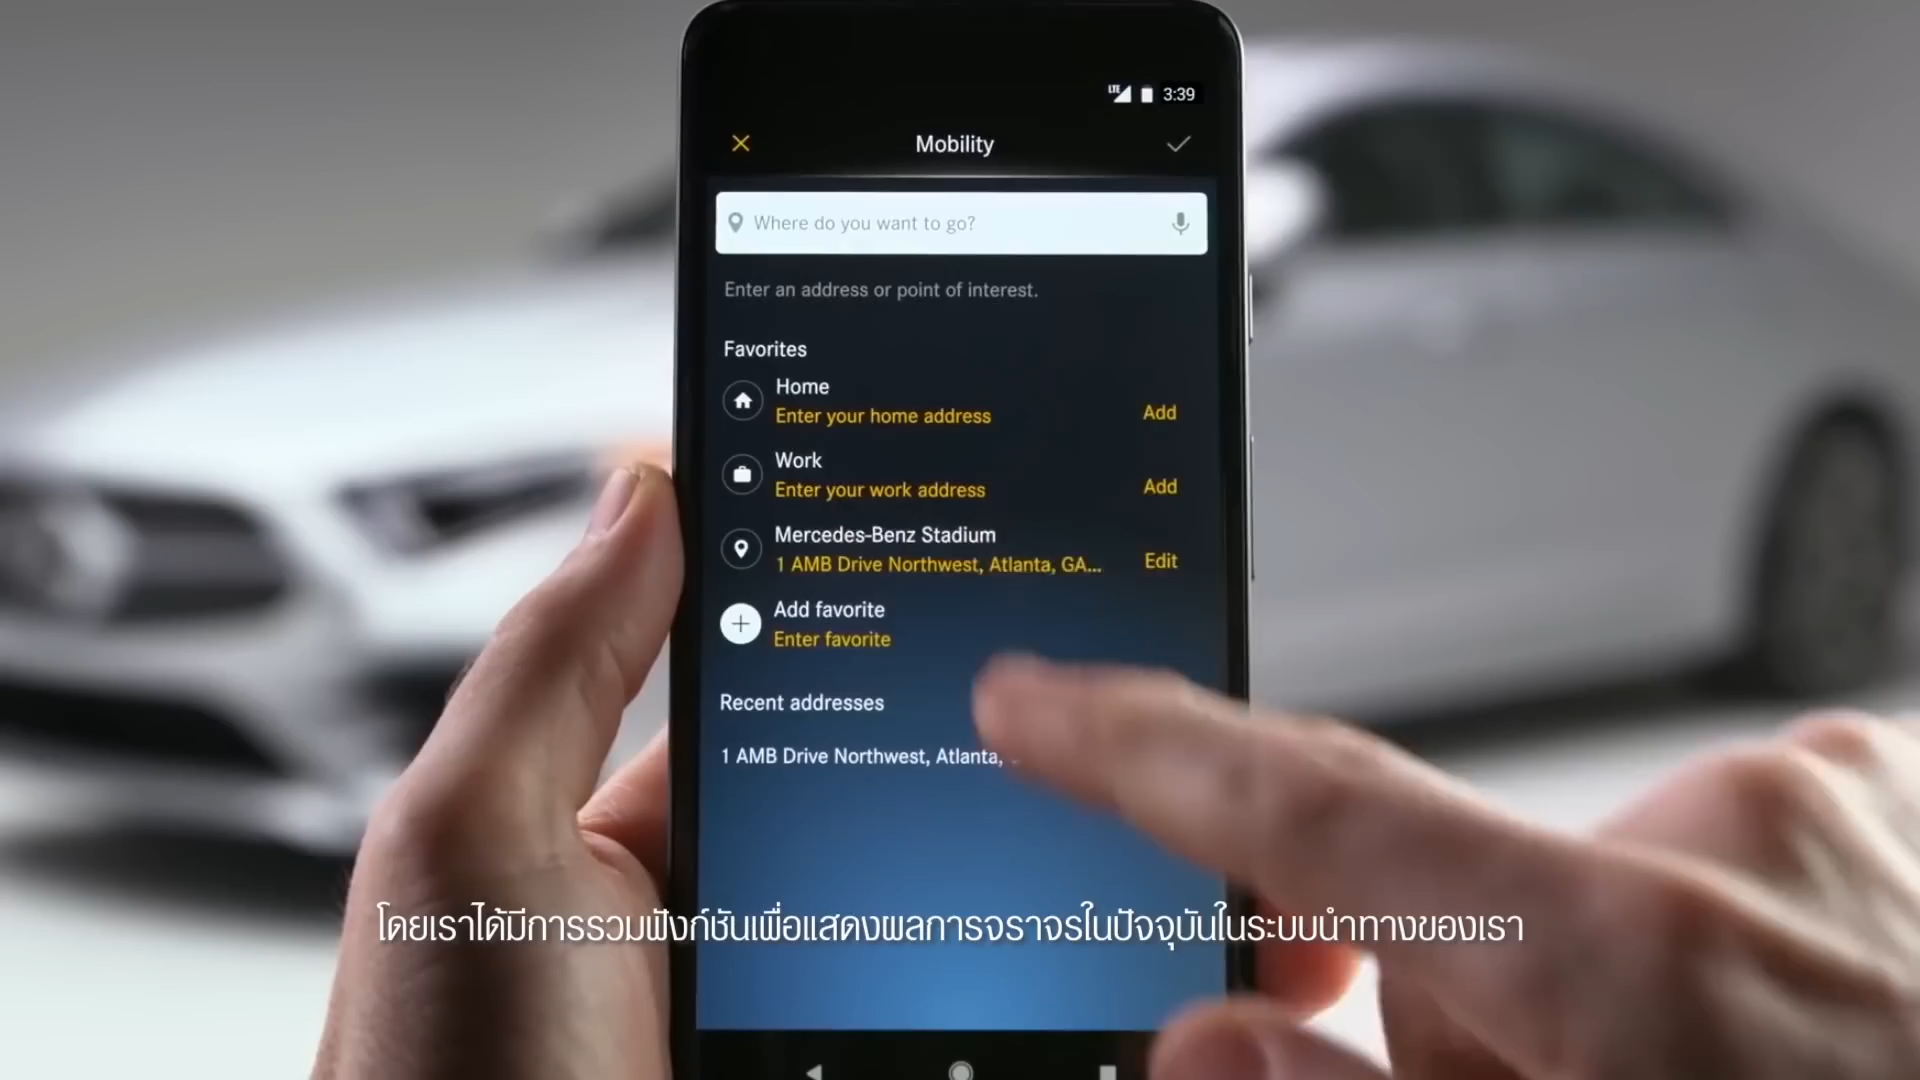 LTE 3:39
Mobility
Where do you want to go?
Enter an address or point of interest.
Favorites
Home
Enter your home address
Add
Work
Enter your work address
Add
Mercedes-Benz Stadium
1 AMB Drive Northwest, Atlanta, GA...
Edit
Add favorite
Enter favorite
Recent addresses
1 AMB Drive Northwest, Atlanta,
โดยเราได้มีการรวมฟังก์ชันเพื่อแสดงผลการจราจรในปัจจุบันในระบบนำทางของเรา